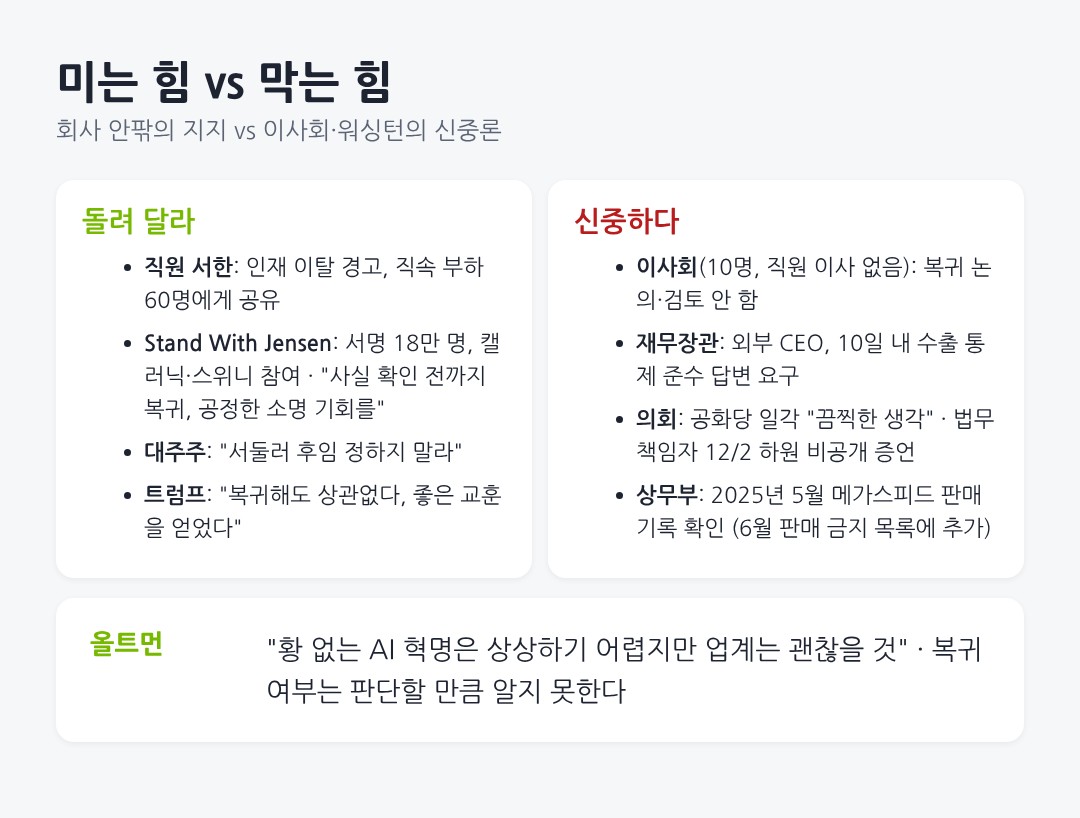 미는 힘 vs 막는 힘
회사 안팎의 지지 vs 이사회·워싱턴의 신중론
돌려 달라
• 직원 서한: 인재 이탈 경고, 직속 부하
60명에게 공유
• Stand With Jensen: 서명 18만 명, 캘
러닉·스위니 참여 · "사실 확인 전까지
복귀, 공정한 소명 기회를"
• 대주주: "서둘러 후임 정하지 말라"
• 트럼프: "복귀해도 상관없다, 좋은 교훈
을 얻었다"
신중하다
• 이사회(10명, 직원 이사 없음): 복귀 논
의·검토 안 함
• 재무장관: 외부 CEO, 10일 내 수출 통
제 준수 답변 요구
• 의회: 공화당 일각 "끔찍한 생각" · 법무
책임자 12/2 하원 비공개 증언
• 상무부: 2025년 5월 메가스피드 판매
기록 확인 (6월 판매 금지 목록에 추가)
올트먼
"황 없는 AI 혁명은 상상하기 어렵지만 업계는 괜찮을 것" · 복귀
여부는 판단할 만큼 알지 못한다